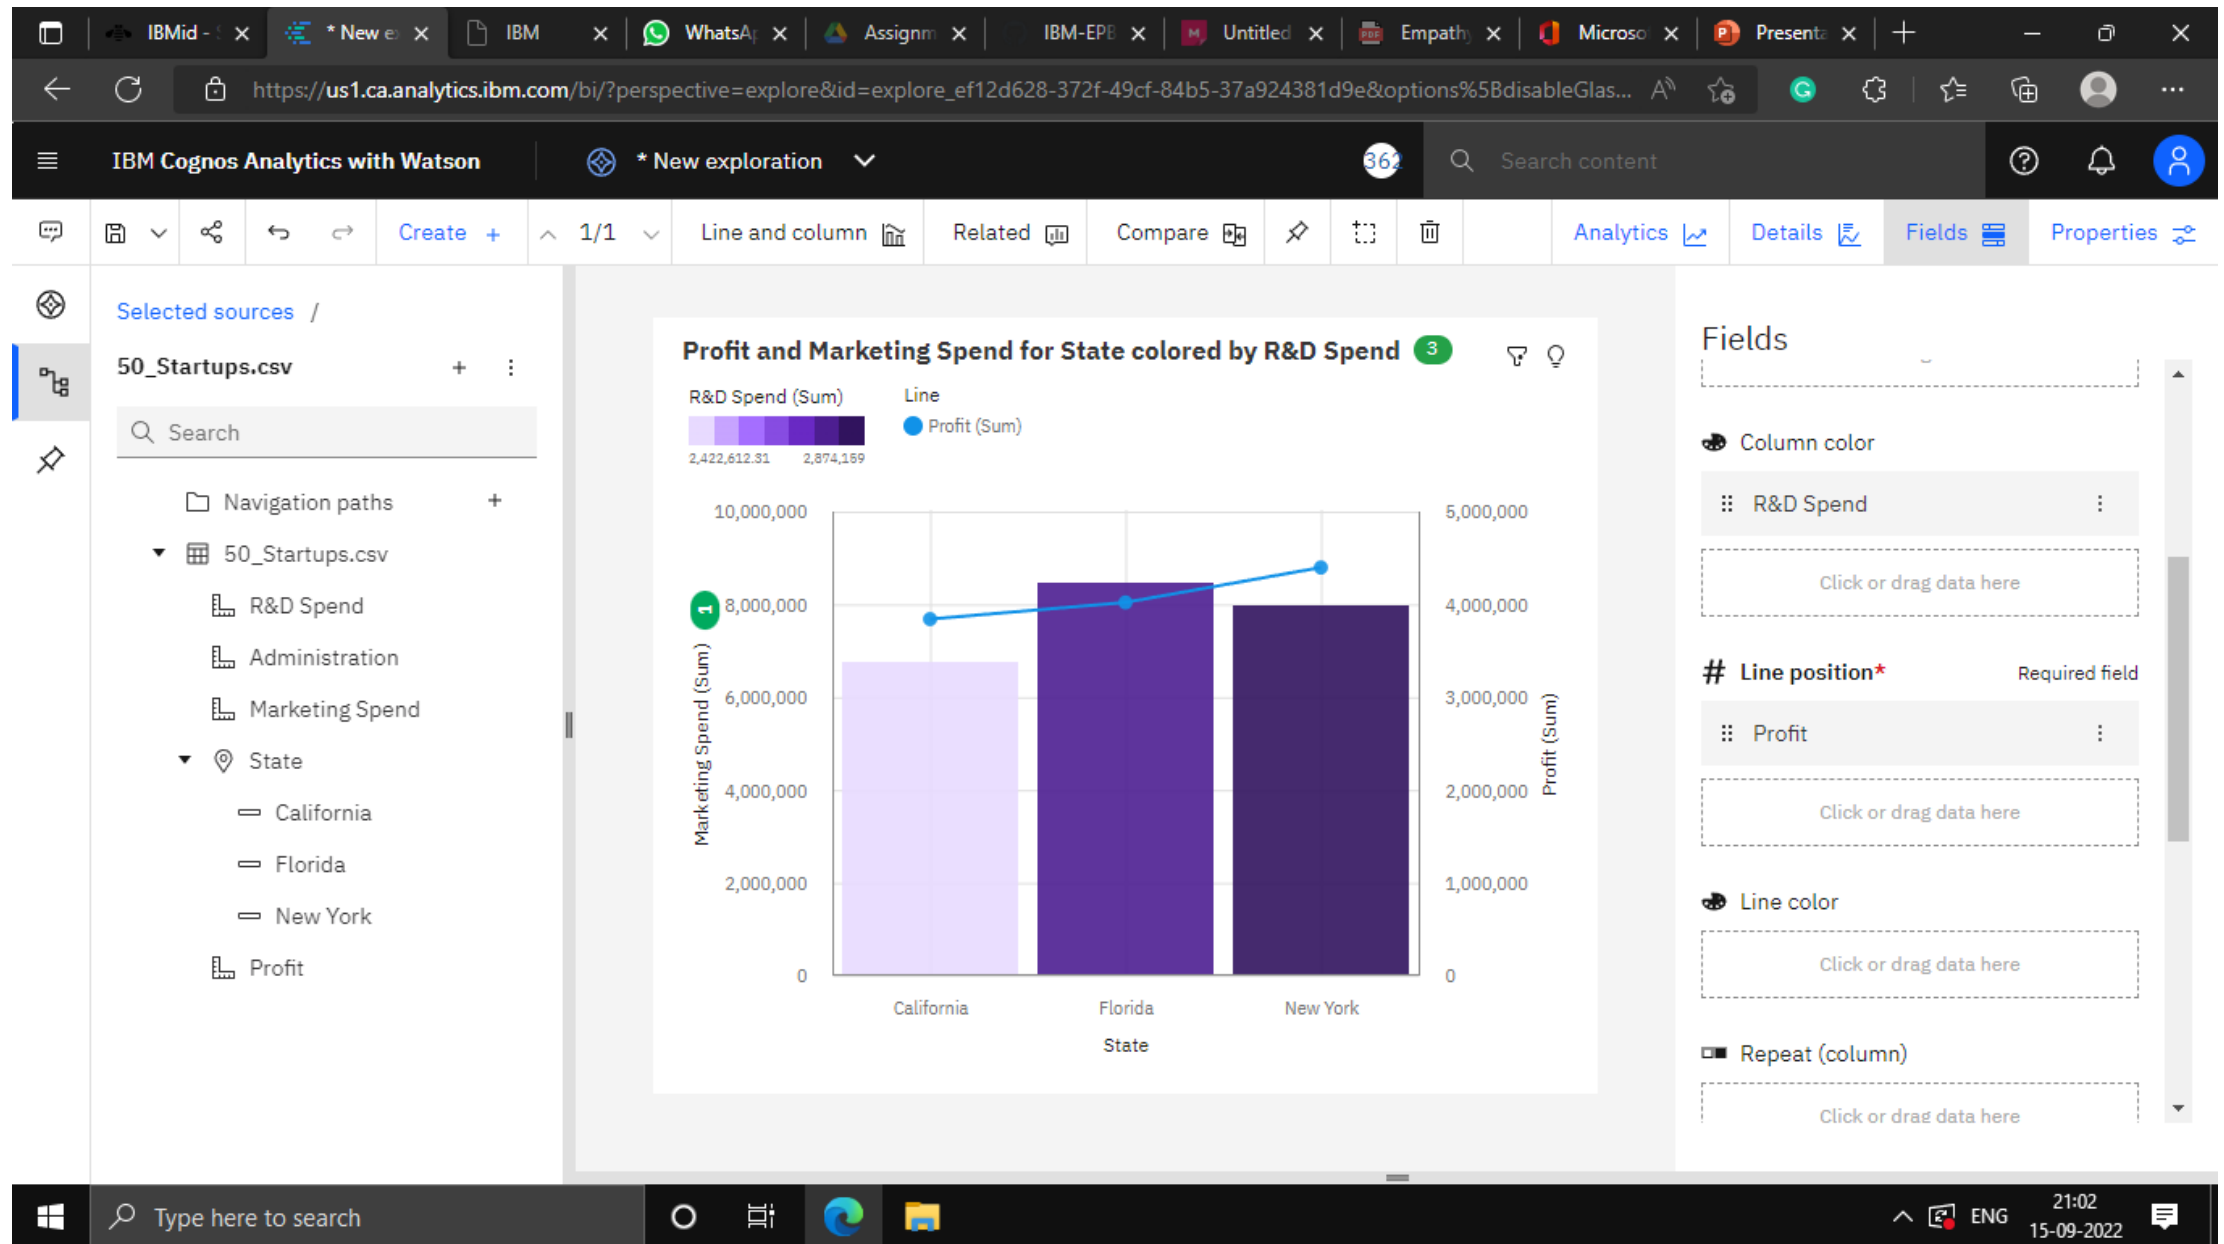 IBMid -
* New
IBM
WhatsA
Assignm
IBM-EPB
Untitled
Empath
Microso
Presenta
https://us1.ca.analytics.ibm.com/bi/?perspective=explore&id=explore_ef12d628-372f-49cf-84b5-37a924381d9e&options%5BdisableGlas...
IBM Cognos Analytics with Watson
* New exploration
362
Search content
Create +
1/1
Line and column
Related
Compare
Analytics
Details
Fields
Properties
Selected sources /
50_Startups.csv
Search
Navigation paths
50_Startups.csv
R&D Spend
Administration
Marketing Spend
State
California
Florida
New York
Profit
Profit and Marketing Spend for State colored by R&D Spend 3
R&D Spend (Sum)
2,422,612.31 2,874,159
Line
Profit (Sum)
Marketing Spend (Sum)
1
10,000,000
8,000,000
6,000,000
4,000,000
2,000,000
0
5,000,000
4,000,000
3,000,000
2,000,000
1,000,000
0
Profit (Sum)
California
Florida
New York
State
Fields
Column color
R&D Spend
Click or drag data here
# Line position* Required field
Profit
Click or drag data here
Line color
Click or drag data here
Repeat (column)
Click or drag data here
Type here to search
ENG
21:02
15-09-2022